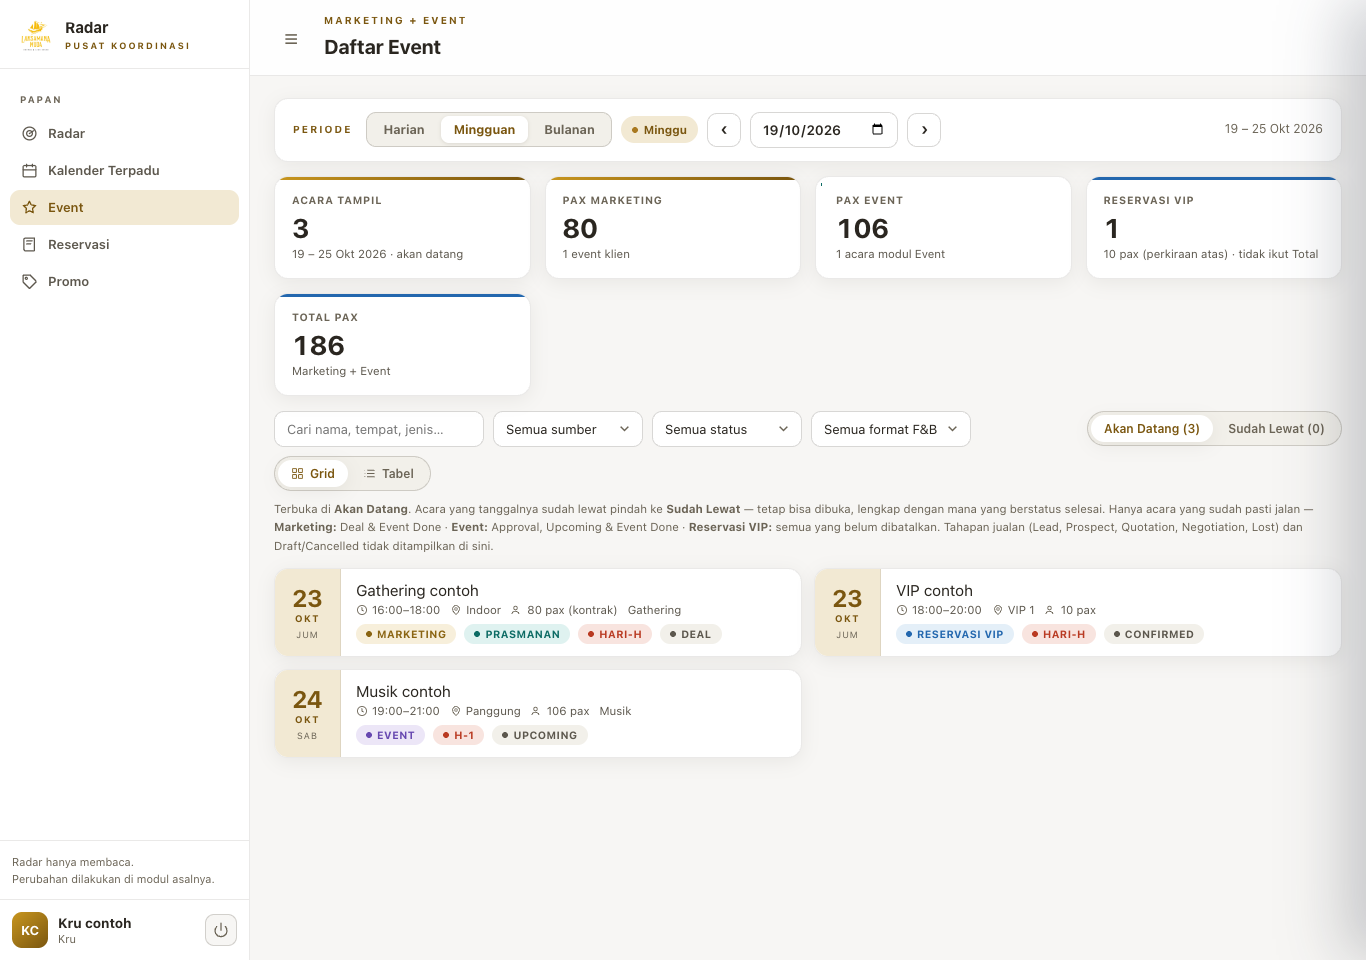 Radar
PUSAT KOORDINASI
PAPAN
Radar
Kalender Terpadu
Event
Reservasi
Promo
Radar hanya membaca.
Perubahan dilakukan di modul asalnya.
KC
Kru contoh
Kru
MARKETING + EVENT
Daftar Event
PERIODE
Harian
Mingguan
Bulanan
Minggu
19/10/2026
19 – 25 Okt 2026
ACARA TAMPIL
3
19 – 25 Okt 2026 · akan datang
PAX MARKETING
80
1 event klien
PAX EVENT
106
1 acara modul Event
RESERVASI VIP
1
10 pax (perkiraan atas) · tidak ikut Total
TOTAL PAX
186
Marketing + Event
Cari nama, tempat, jenis...
Semua sumber
Semua status
Semua format F&B
Akan Datang (3)
Sudah Lewat (0)
Grid
Tabel
Terbuka di Akan Datang. Acara yang tanggalnya sudah lewat pindah ke Sudah Lewat — tetap bisa dibuka, lengkap dengan mana yang berstatus selesai. Hanya acara yang sudah pasti jalan —
Marketing: Deal & Event Done · Event: Approval, Upcoming & Event Done · Reservasi VIP: semua yang belum dibatalkan. Tahapan jualan (Lead, Prospect, Quotation, Negotiation, Lost) dan
Draft/Cancelled tidak ditampilkan di sini.
23
OKT
JUM
Gathering contoh
16:00–18:00 Indoor 80 pax (kontrak) Gathering
MARKETING PRASMANAN HARI-H DEAL
23
OKT
JUM
VIP contoh
18:00–20:00 VIP 1 10 pax
RESERVASI VIP HARI-H CONFIRMED
24
OKT
SAB
Musik contoh
19:00–21:00 Panggung 106 pax Musik
EVENT H-1 UPCOMING